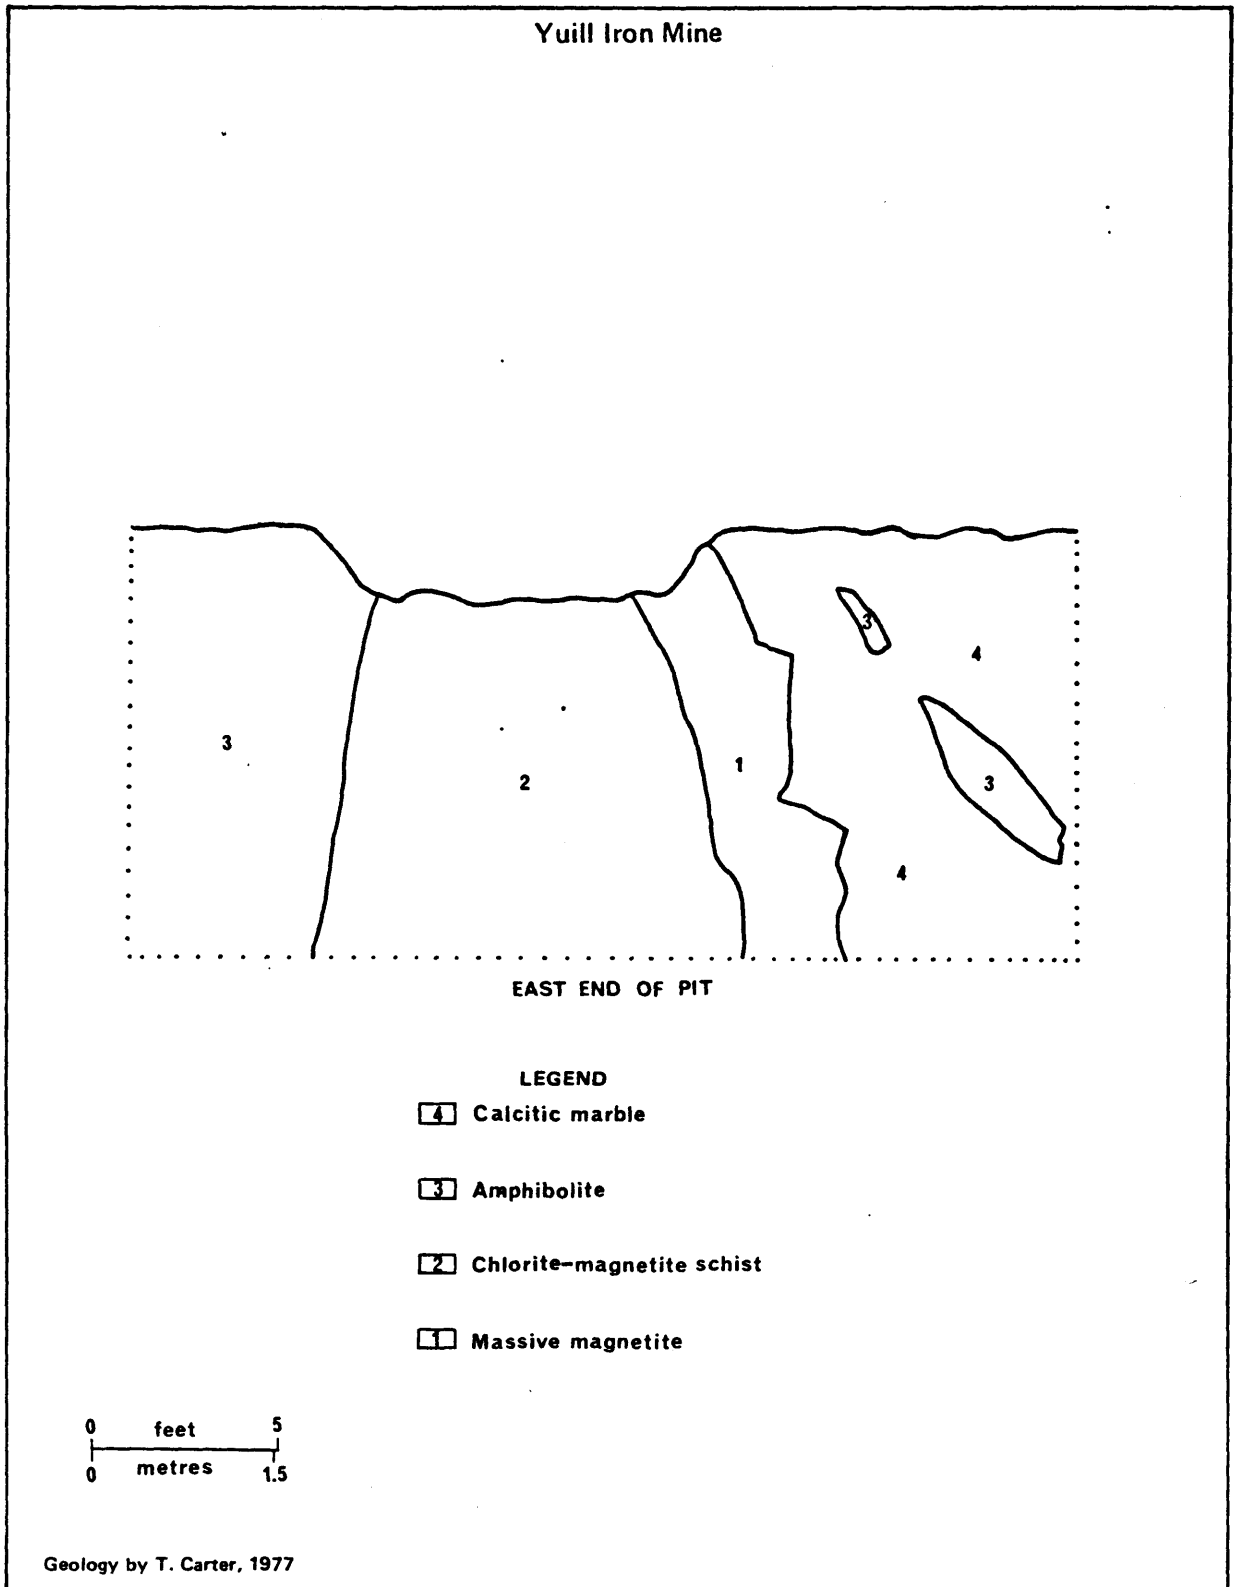 Yuill Iron Mine
3
4
3
1
2
3
4
EAST END OF PIT
LEGEND
4 Calcitic marble
3 Amphibolite
2 Chlorite-magnetite schist
1 Massive magnetite
0 feet 5
0 metres 1.5
Geology by T. Carter, 1977